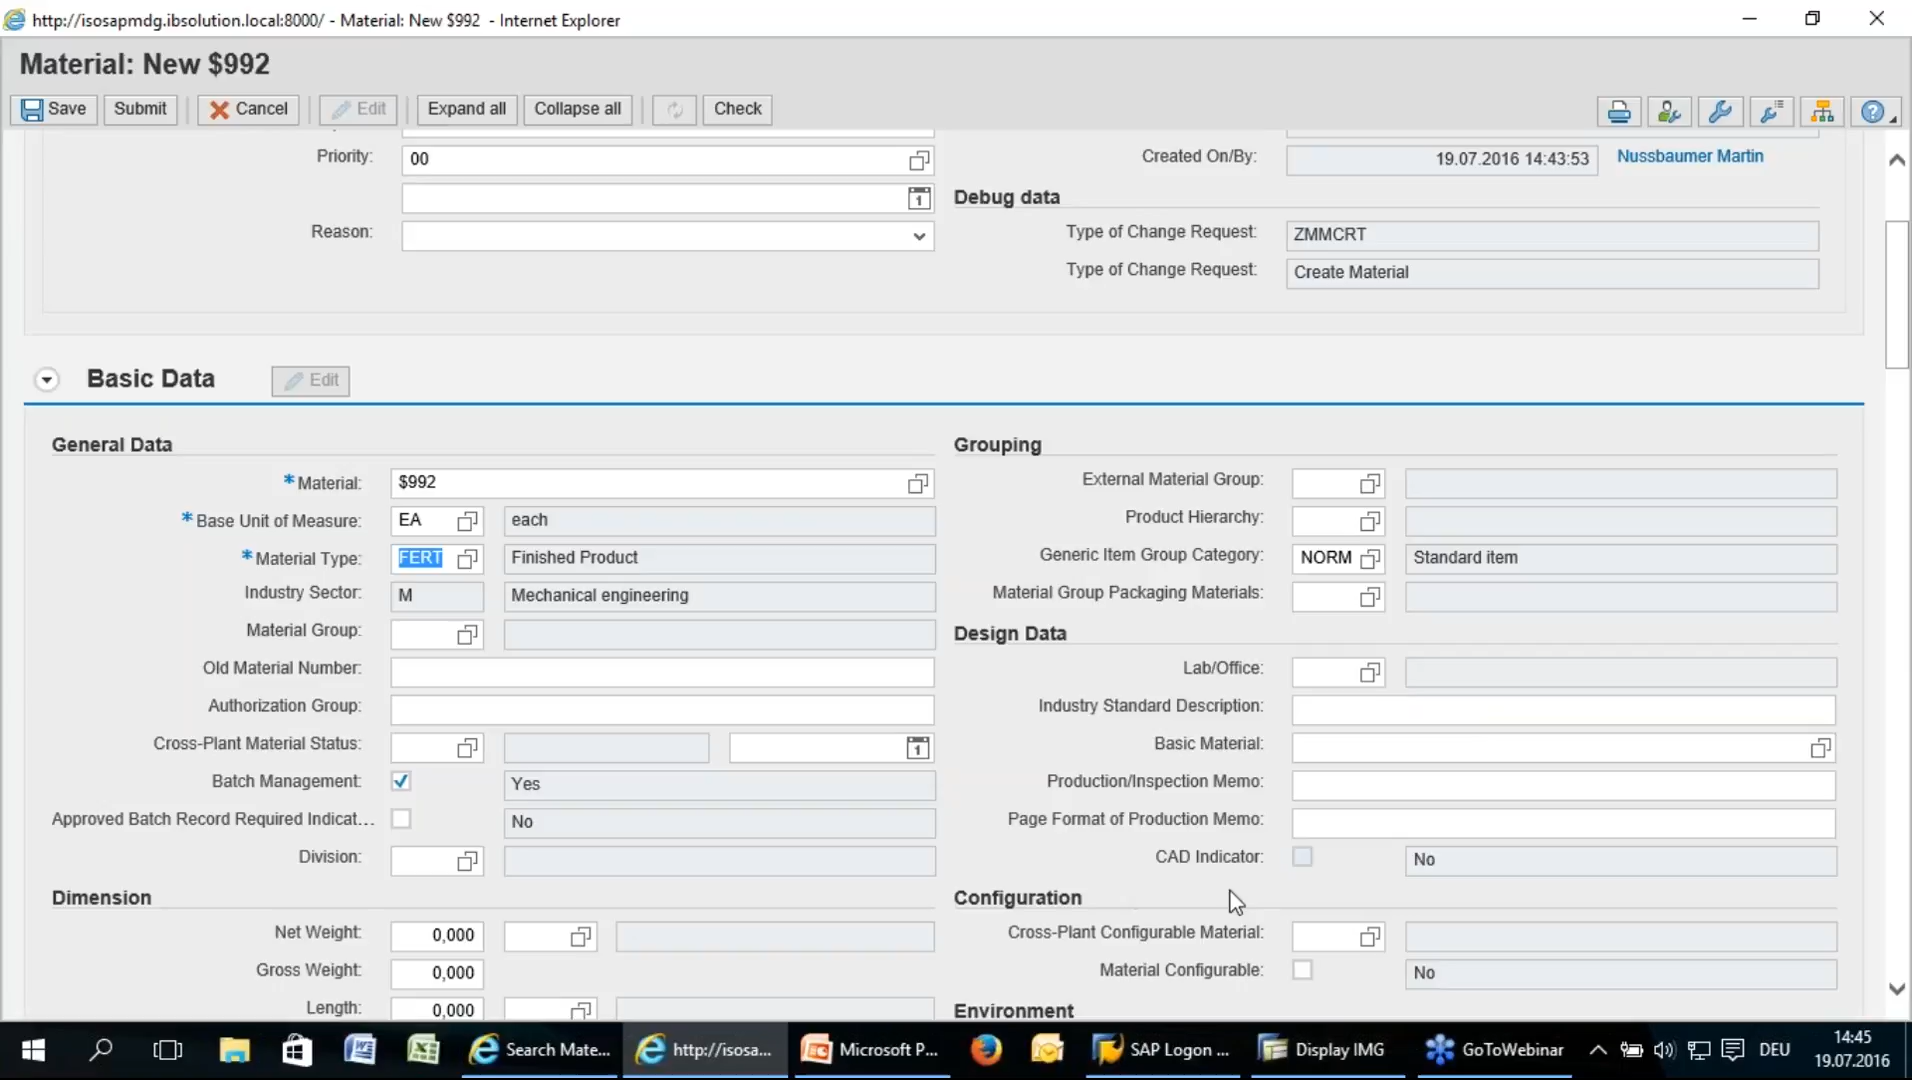 http://isosapmdg.ibsolution.local:8000/ - Material: New $992 - Internet Explorer
Material: New $992
Save Submit Cancel Edit Expand all Collapse all Check
Priority: 00
Created On/By: 19.07.2016 14:43:53 Nussbaumer Martin
1
Debug data
Reason:
Type of Change Request: ZMMCRT
Type of Change Request: Create Material
Basic Data Edit
General Data
* Material: $992
* Base Unit of Measure: EA each
* Material Type: FERT Finished Product
Industry Sector: M Mechanical engineering
Material Group:
Old Material Number:
Authorization Group:
Cross-Plant Material Status: 1
Batch Management: Yes
Approved Batch Record Required Indicat... No
Division:
Dimension
Net Weight: 0,000
Gross Weight: 0,000
Length: 0,000
Grouping
External Material Group:
Product Hierarchy:
Generic Item Group Category: NORM Standard item
Material Group Packaging Materials:
Design Data
Lab/Office:
Industry Standard Description:
Basic Material:
Production/Inspection Memo:
Page Format of Production Memo:
CAD Indicator: No
Configuration
Cross-Plant Configurable Material:
Material Configurable: No
Environment
Search Mate... http://isosa... Microsoft P... SAP Logon ... Display IMG GoToWebinar DEU 14:45
19.07.2016